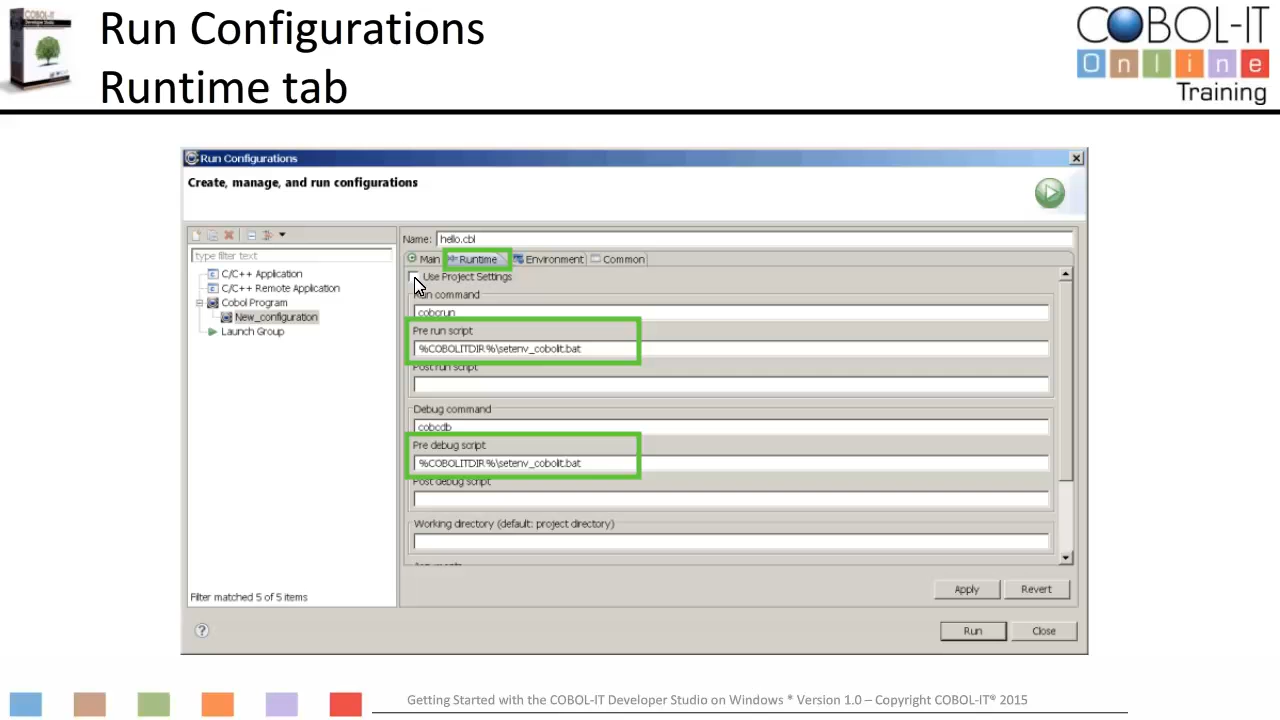 COBOL-IT
Developer Studio
Run Configurations
Runtime tab
COBOL-IT
Online
Training
Run Configurations
Create, manage, and run configurations
type filter text
C/C++ Application
C/C++ Remote Application
Cobol Program
New_configuration
Launch Group
Filter matched 5 of 5 items
Name: hello.cbl
Main Runtime Environment Common
Use Project Settings
Run command
cobcrun
Pre run script
%COBOLITDIR%\setenv_cobolit.bat
Post run script
Debug command
cobcdb
Pre debug script
%COBOLITDIR%\setenv_cobolit.bat
Post debug script
Working directory (default: project directory)
Apply Revert
Run Close
Getting Started with the COBOL-IT Developer Studio on Windows * Version 1.0 – Copyright COBOL-IT® 2015